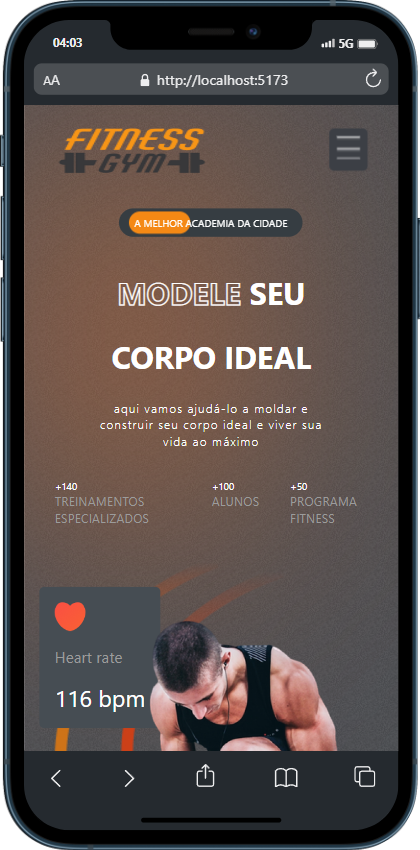 04:03
5G
AA
http://localhost:5173
FITNESS
GYM
A MELHOR ACADEMIA DA CIDADE
MODELE SEU
CORPO IDEAL
aqui vamos ajudá-lo a moldar e
construir seu corpo ideal e viver sua
vida ao máximo
+140
TREINAMENTOS
ESPECIALIZADOS
+100
ALUNOS
+50
PROGRAMA
FITNESS
Heart rate
116 bpm